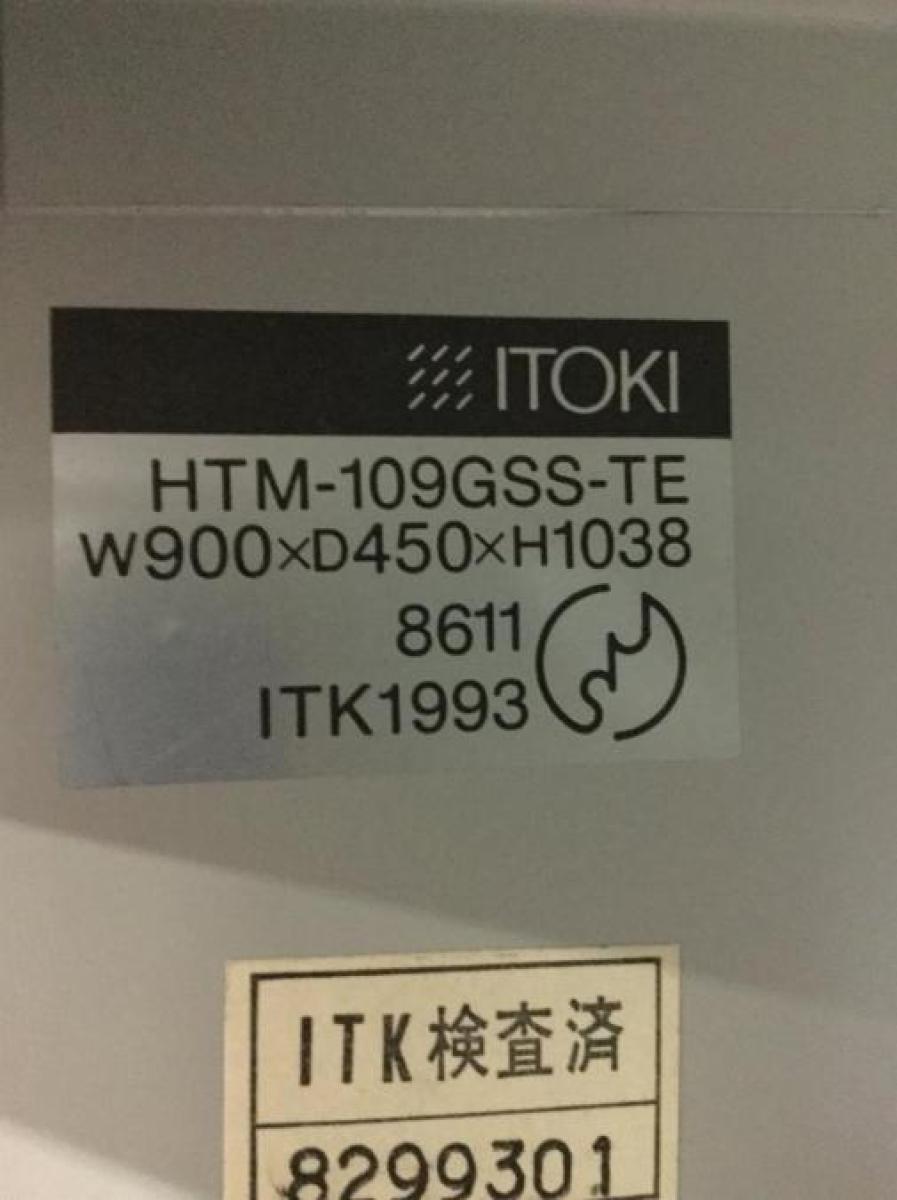 ITOKI
HTM-109GSS-TE
W900×D450×H1038
8611
ITK1993
ITK検査済
8299301